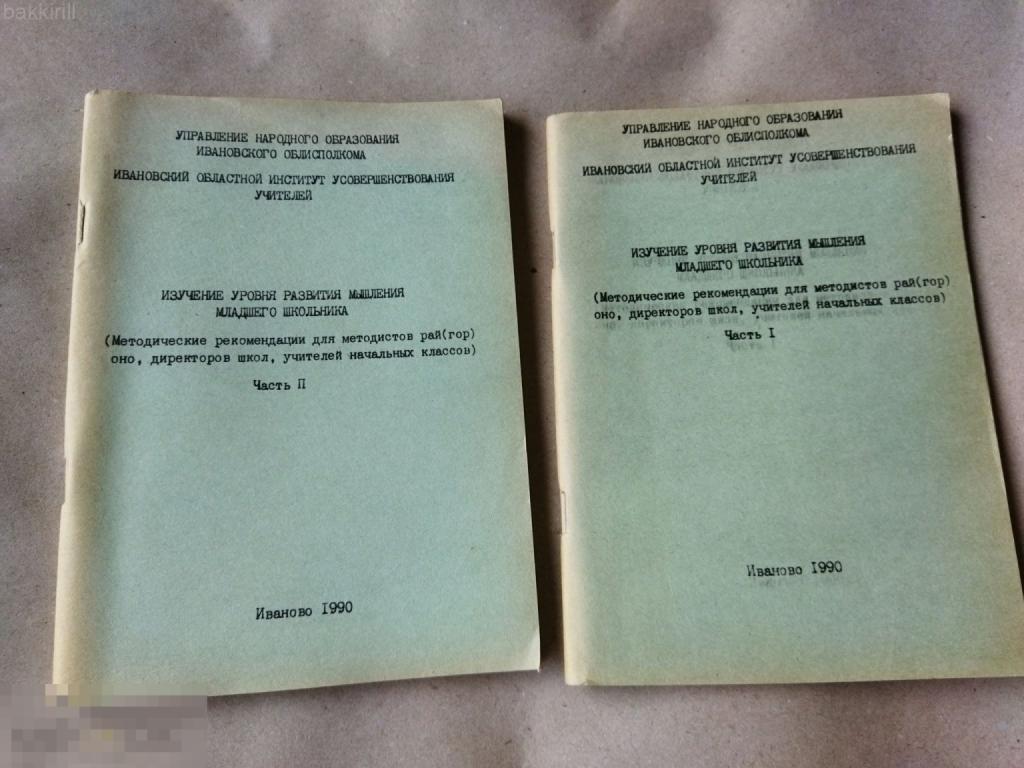 bakkirill
УПРАВЛЕНИЕ НАРОДНОГО ОБРАЗОВАНИЯ
ИВАНОВСКОГО ОБЛИСПОЛКОМА
ИВАНОВСКИЙ ОБЛАСТНОЙ ИНСТИТУТ УСОВЕРШЕНСТВОВАНИЯ
УЧИТЕЛЕЙ
ИЗУЧЕНИЕ УРОВНЯ РАЗВИТИЯ МЫШЛЕНИЯ
МЛАДШЕГО ШКОЛЬНИКА
(Методические рекомендации для методистов рай(гор)
оно, директоров школ, учителей начальных классов)
Часть П
Иваново 1990
УПРАВЛЕНИЕ НАРОДНОГО ОБРАЗОВАНИЯ
ИВАНОВСКОГО ОБЛИСПОЛКОМА
ИВАНОВСКИЙ ОБЛАСТНОЙ ИНСТИТУТ УСОВЕРШЕНСТВОВАНИЯ
УЧИТЕЛЕЙ
ИЗУЧЕНИЕ УРОВНЯ РАЗВИТИЯ МЫШЛЕНИЯ
МЛАДШЕГО ШКОЛЬНИКА
(Методические рекомендации для методистов рай(гор)
оно, директоров школ, учителей начальных классов)
Часть I
Иваново 1990